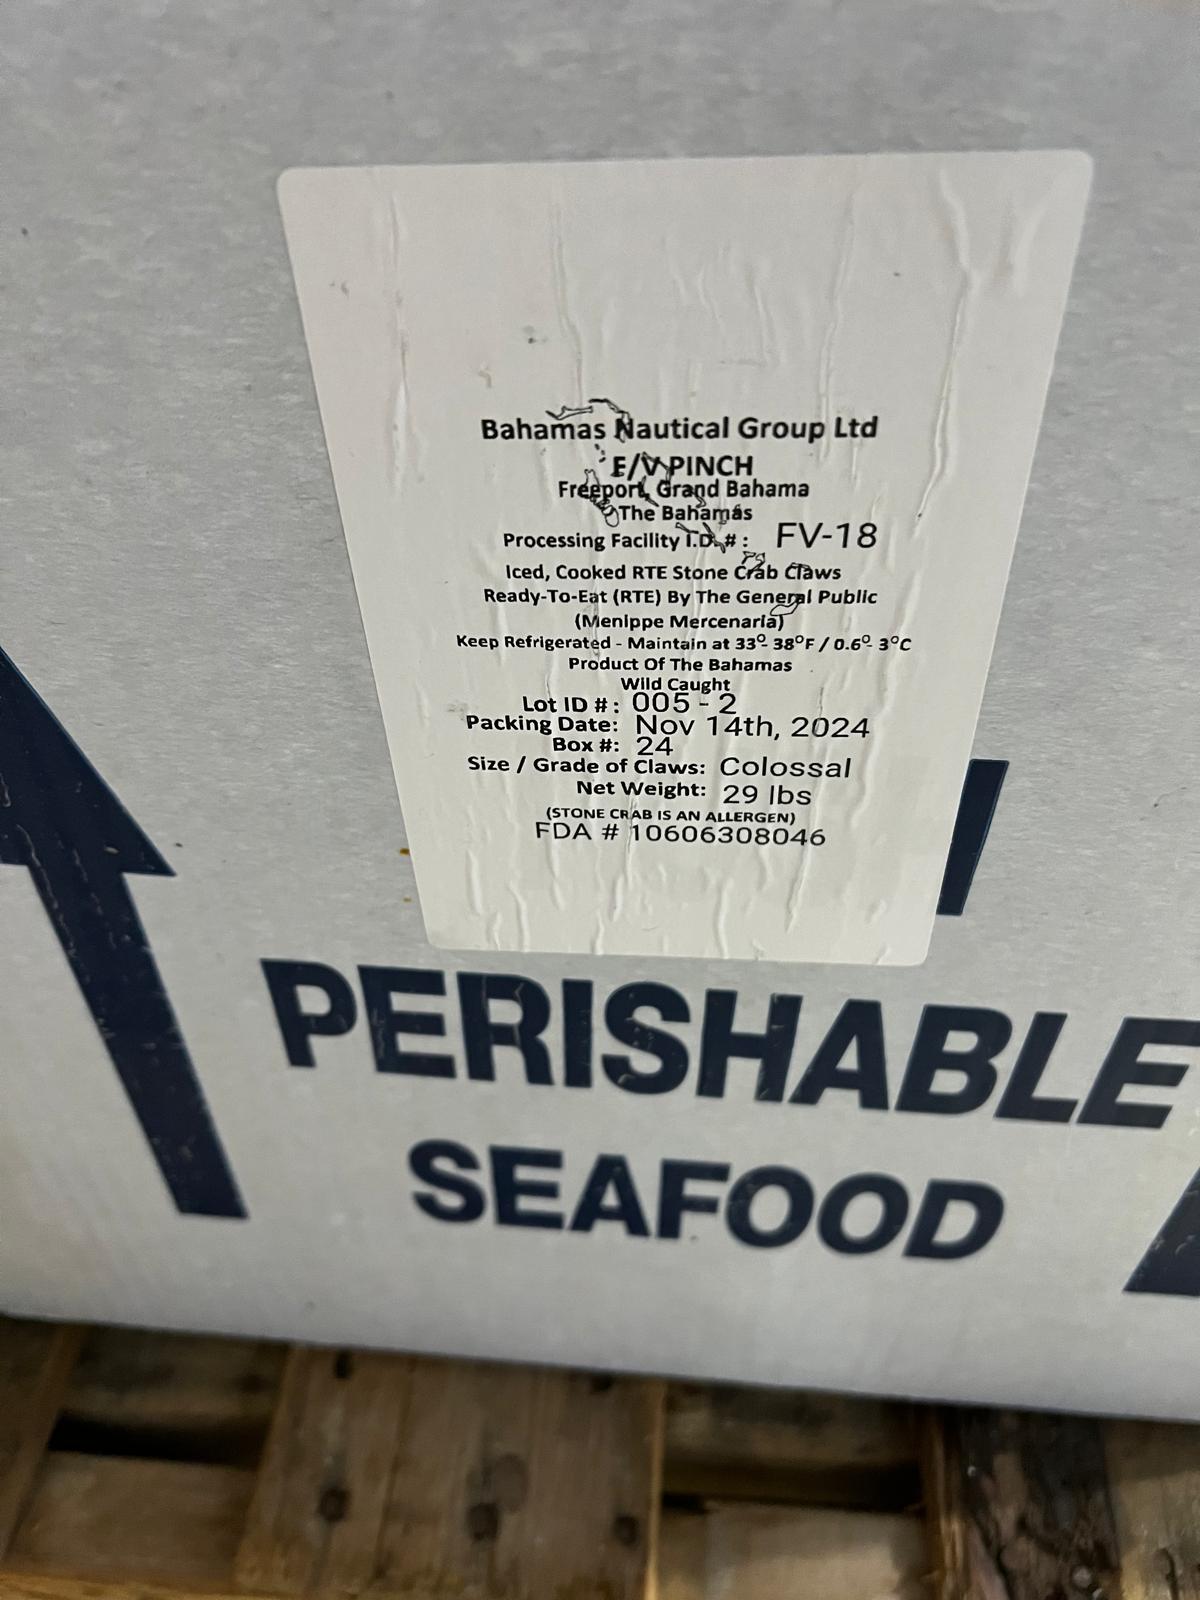 Bahamas Nautical Group Ltd
F/V PINCH
Freeport, Grand Bahama
The Bahamas
Processing Facility I.D. # : FV-18
Iced, Cooked RTE Stone Crab Claws
Ready-To-Eat (RTE) By The General Public
(Menippe Mercenaria)
Keep Refrigerated - Maintain at 33º- 38ºF / 0.6º- 3ºC
Product Of The Bahamas
Wild Caught
Lot ID # : 005 - 2
Packing Date: Nov 14th, 2024
Box #: 24
Size / Grade of Claws: Colossal
Net Weight: 29 lbs
(STONE CRAB IS AN ALLERGEN)
FDA # 10606308046
PERISHABLE
SEAFOOD